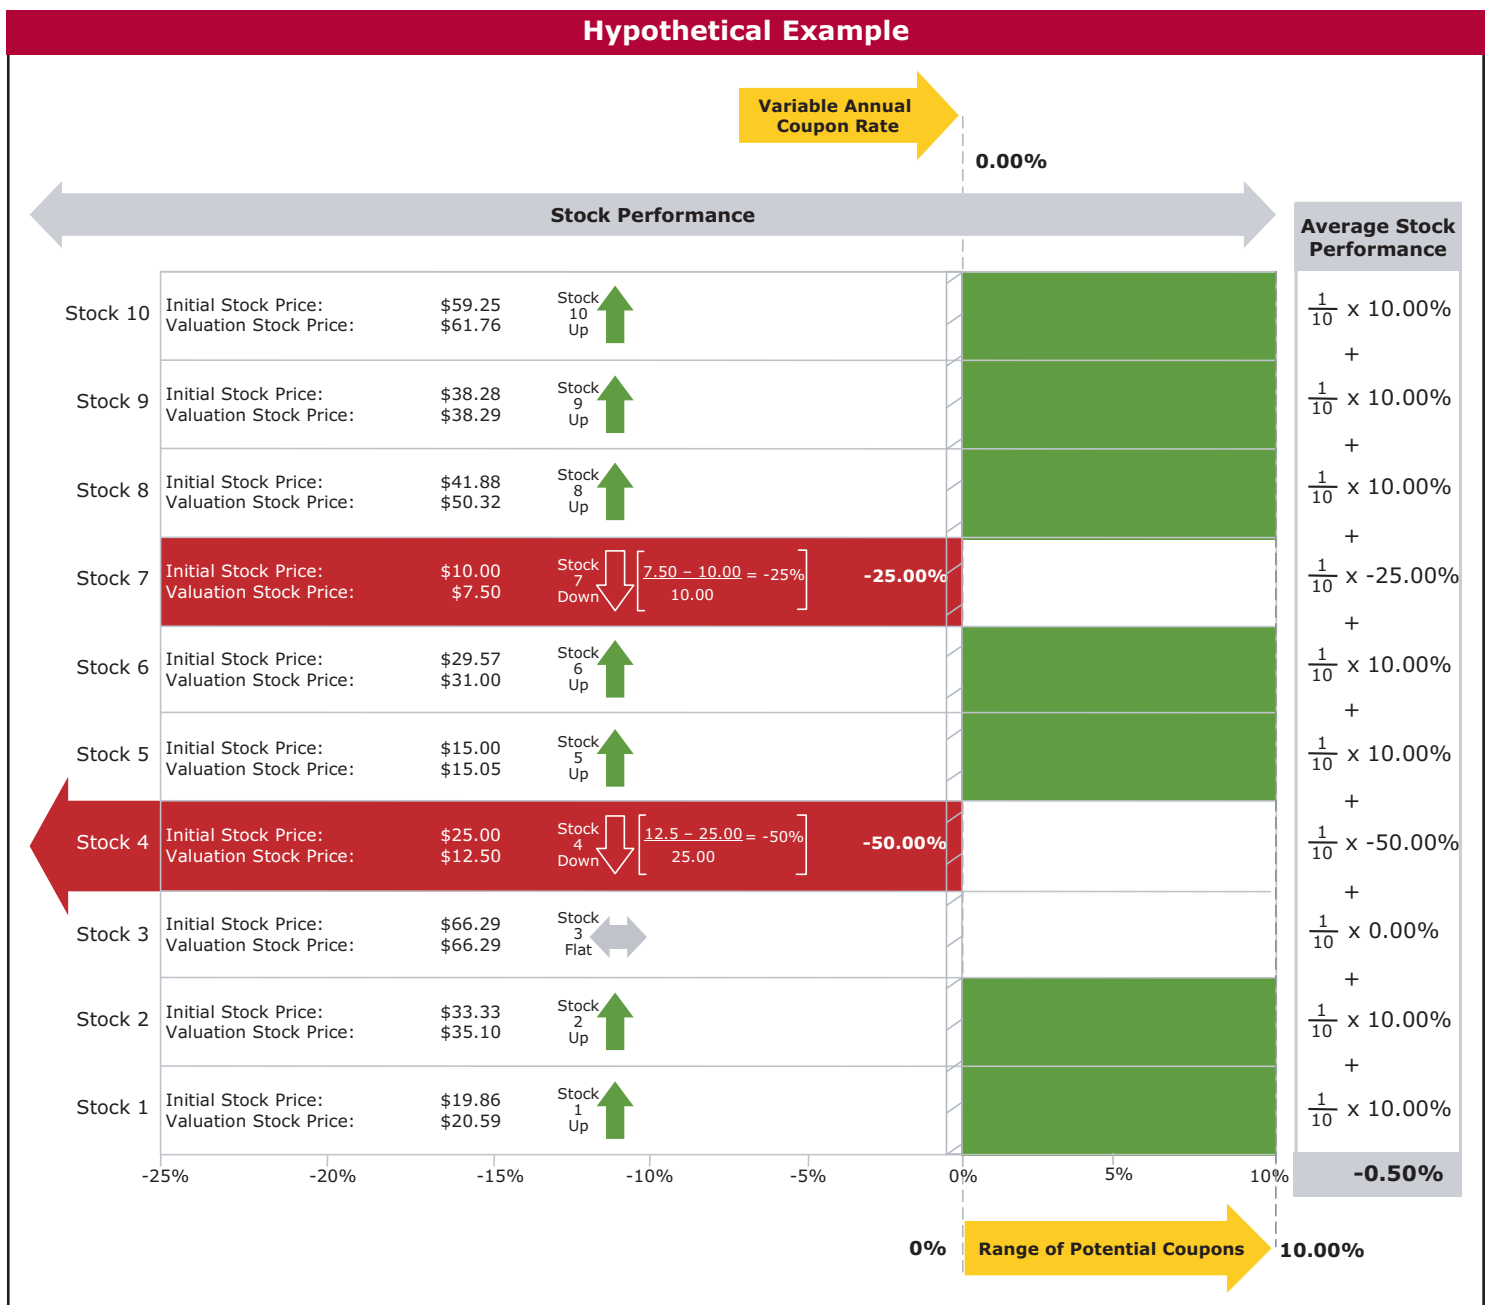 Hypothetical Example
Variable Annual
Coupon Rate
0.00%
Stock Performance
Average Stock
Performance
Stock 10
Initial Stock Price: $59.25
Valuation Stock Price: $61.76
Stock
10
Up
1/10 x 10.00%
+
Stock 9
Initial Stock Price: $38.28
Valuation Stock Price: $38.29
Stock
9
Up
1/10 x 10.00%
+
Stock 8
Initial Stock Price: $41.88
Valuation Stock Price: $50.32
Stock
8
Up
1/10 x 10.00%
+
Stock 7
Initial Stock Price: $10.00
Valuation Stock Price: $7.50
Stock
7
Down
7.50 – 10.00 = -25%
10.00
-25.00%
1/10 x -25.00%
+
Stock 6
Initial Stock Price: $29.57
Valuation Stock Price: $31.00
Stock
6
Up
1/10 x 10.00%
+
Stock 5
Initial Stock Price: $15.00
Valuation Stock Price: $15.05
Stock
5
Up
1/10 x 10.00%
+
Stock 4
Initial Stock Price: $25.00
Valuation Stock Price: $12.50
Stock
4
Down
12.5 – 25.00 = -50%
25.00
-50.00%
1/10 x -50.00%
+
Stock 3
Initial Stock Price: $66.29
Valuation Stock Price: $66.29
Stock
3
Flat
1/10 x 0.00%
+
Stock 2
Initial Stock Price: $33.33
Valuation Stock Price: $35.10
Stock
2
Up
1/10 x 10.00%
+
Stock 1
Initial Stock Price: $19.86
Valuation Stock Price: $20.59
Stock
1
Up
1/10 x 10.00%
-25% -20% -15% -10% -5% 0% 5% 10%
-0.50%
0% Range of Potential Coupons 10.00%